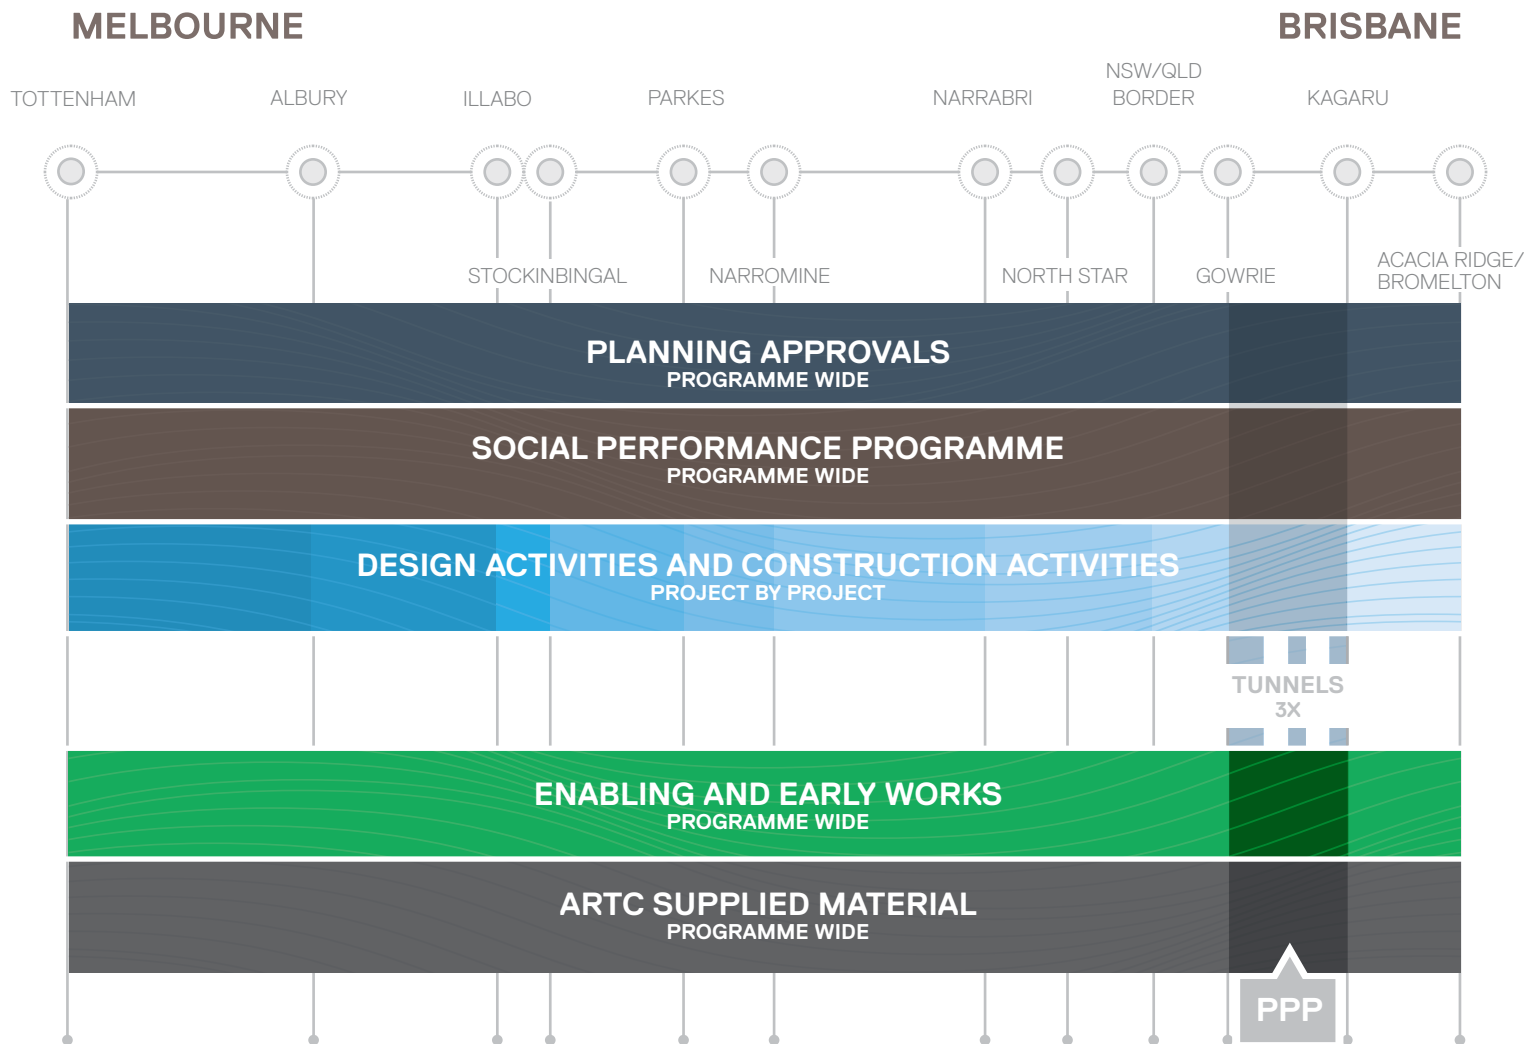 MELBOURNE
BRISBANE
TOTTENHAM
ALBURY
ILLABO
PARKES
NARRABRI
NSW/QLD
BORDER
KAGARU
STOCKINBINGAL
NARROMINE
NORTH STAR
GOWRIE
ACACIA RIDGE/
BROMELTON
PLANNING APPROVALS
PROGRAMME WIDE
SOCIAL PERFORMANCE PROGRAMME
PROGRAMME WIDE
DESIGN ACTIVITIES AND CONSTRUCTION ACTIVITIES
PROJECT BY PROJECT
TUNNELS
3X
ENABLING AND EARLY WORKS
PROGRAMME WIDE
ARTC SUPPLIED MATERIAL
PROGRAMME WIDE
PPP